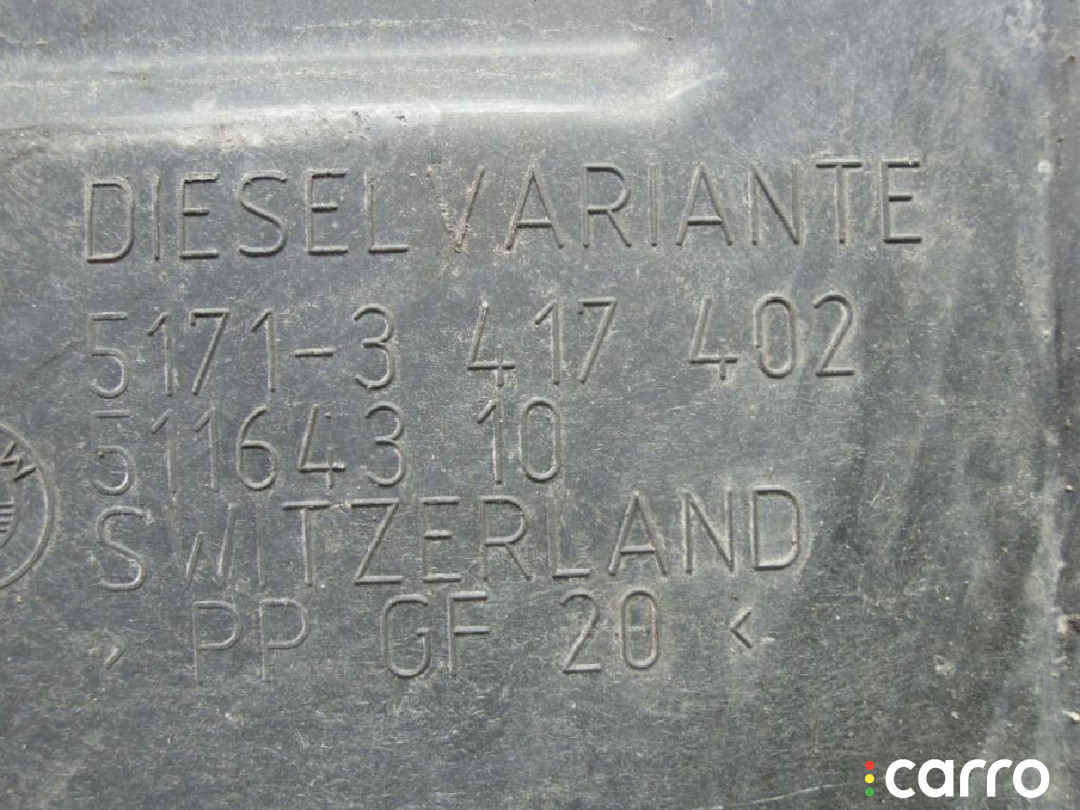 DIESELVARIANTE
5171-3 417 402
511643 10
SWITZERLAND
> PP GF 20 <
W
carro